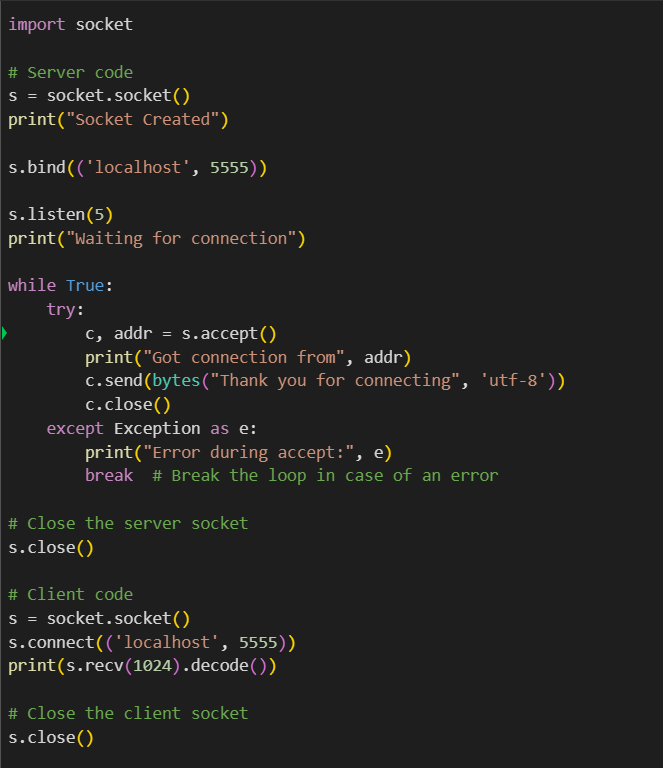 import socket

# Server code
s = socket.socket()
print("Socket Created")

s.bind(('localhost', 5555))

s.listen(5)
print("Waiting for connection")

while True:
    try:
        c, addr = s.accept()
        print("Got connection from", addr)
        c.send(bytes("Thank you for connecting", 'utf-8'))
        c.close()
    except Exception as e:
        print("Error during accept:", e)
        break  # Break the loop in case of an error

# Close the server socket
s.close()

# Client code
s = socket.socket()
s.connect(('localhost', 5555))
print(s.recv(1024).decode())

# Close the client socket
s.close()